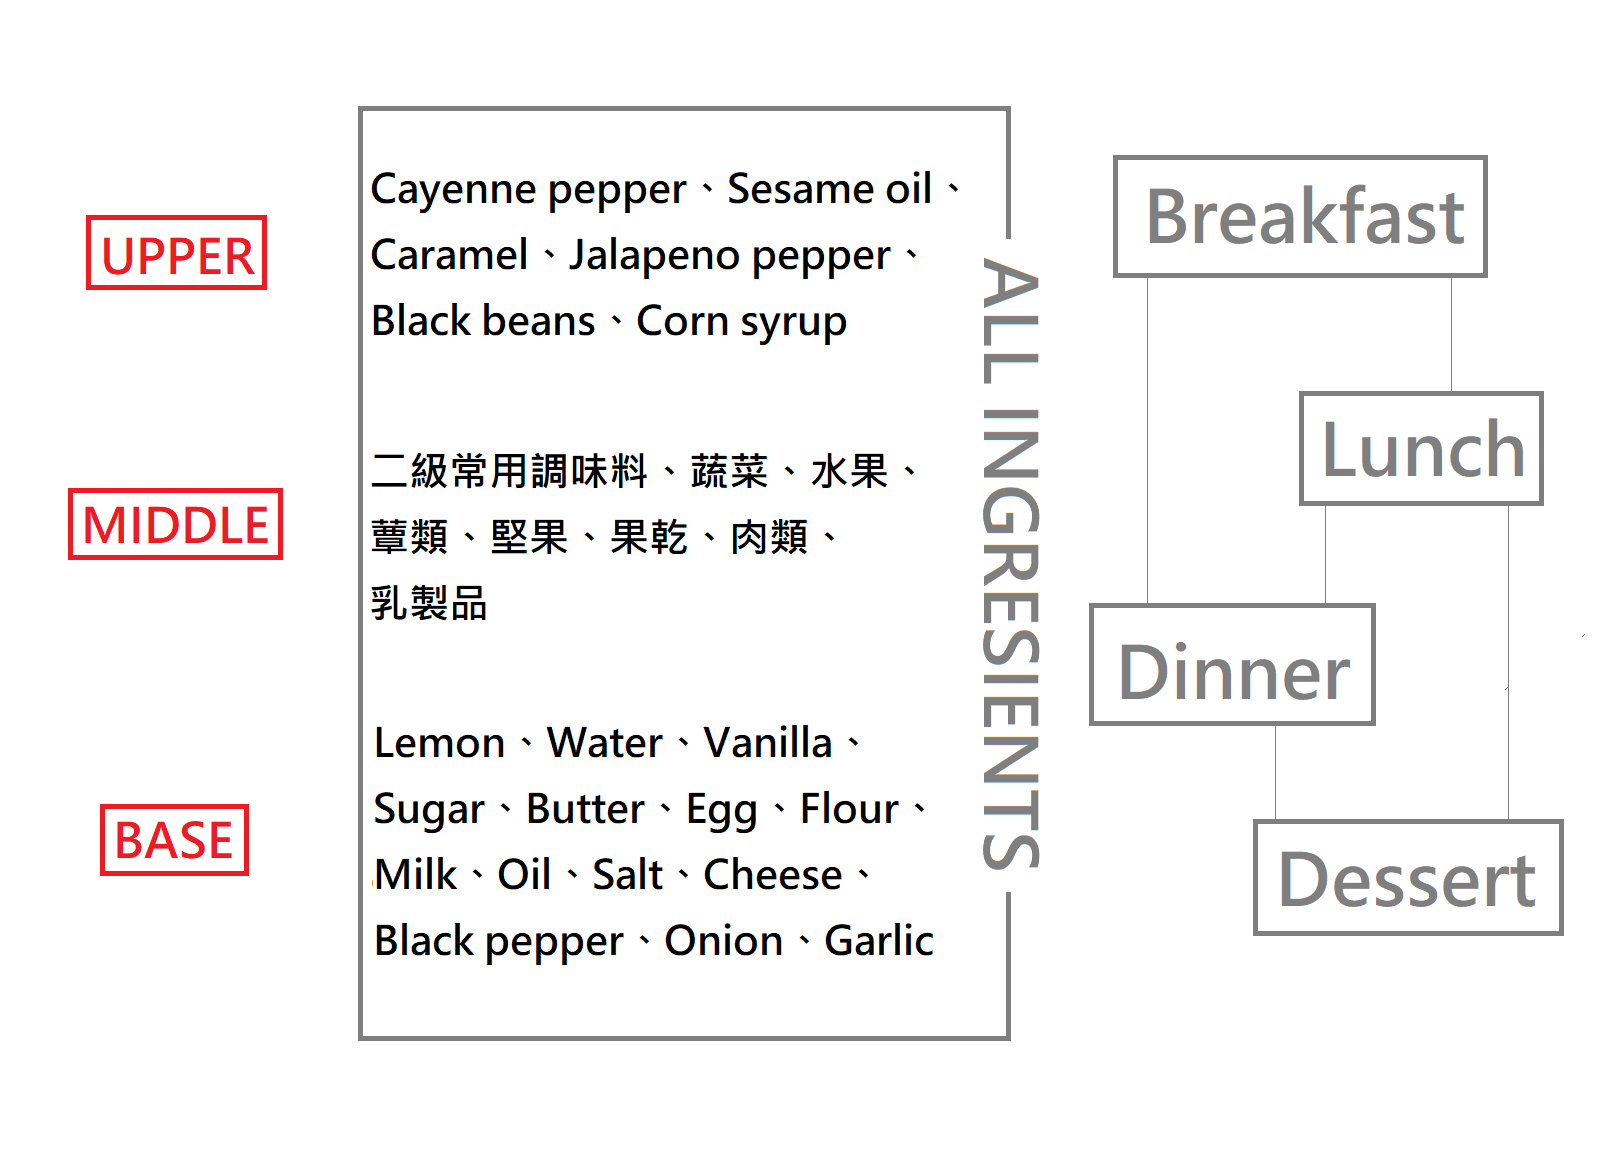 UPPER
Cayenne pepper、Sesame oil、
Caramel、Jalapeno pepper、
Black beans、Corn syrup
MIDDLE
二級常用調味料、蔬菜、水果、
蕈類、堅果、果乾、肉類、
乳製品
BASE
Lemon、Water、Vanilla、
Sugar、Butter、Egg、Flour、
Milk、Oil、Salt、Cheese、
Black pepper、Onion、Garlic
ALL INGRESIENTS
Breakfast
Lunch
Dinner
Dessert